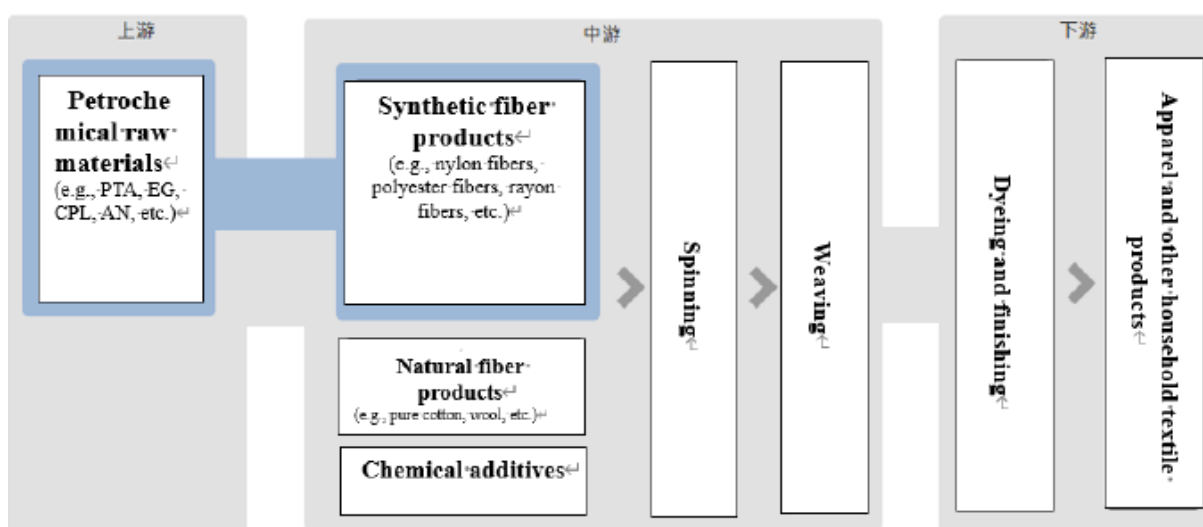 上游
Petroche
mical raw
materials
(e.g., PTA, EG,
CPL, AN, etc.)
中游
Synthetic fiber
products
(e.g., nylon fibers,
polyester fibers, rayon
fibers, etc.)
Natural fiber
products
(e.g., pure cotton, wool, etc.)
Chemical additives
Spinning
Weaving
下游
Dyeing and finishing
Apparel and other household textile
products